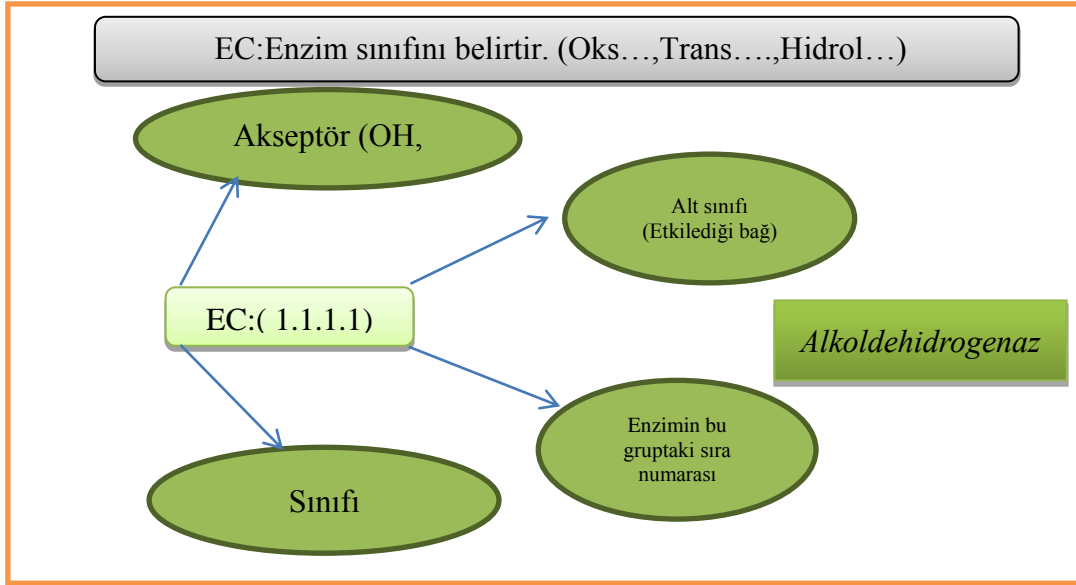 EC:Enzim sınıfını belirtir. (Oks…,Trans….,Hidrol…)
Akseptör (OH,
Alt sınıfı
(Etkilediği bağ)
EC:( 1.1.1.1)
Alkoldehidrogenaz
Enzimin bu
gruptaki sıra
numarası
Sınıfı